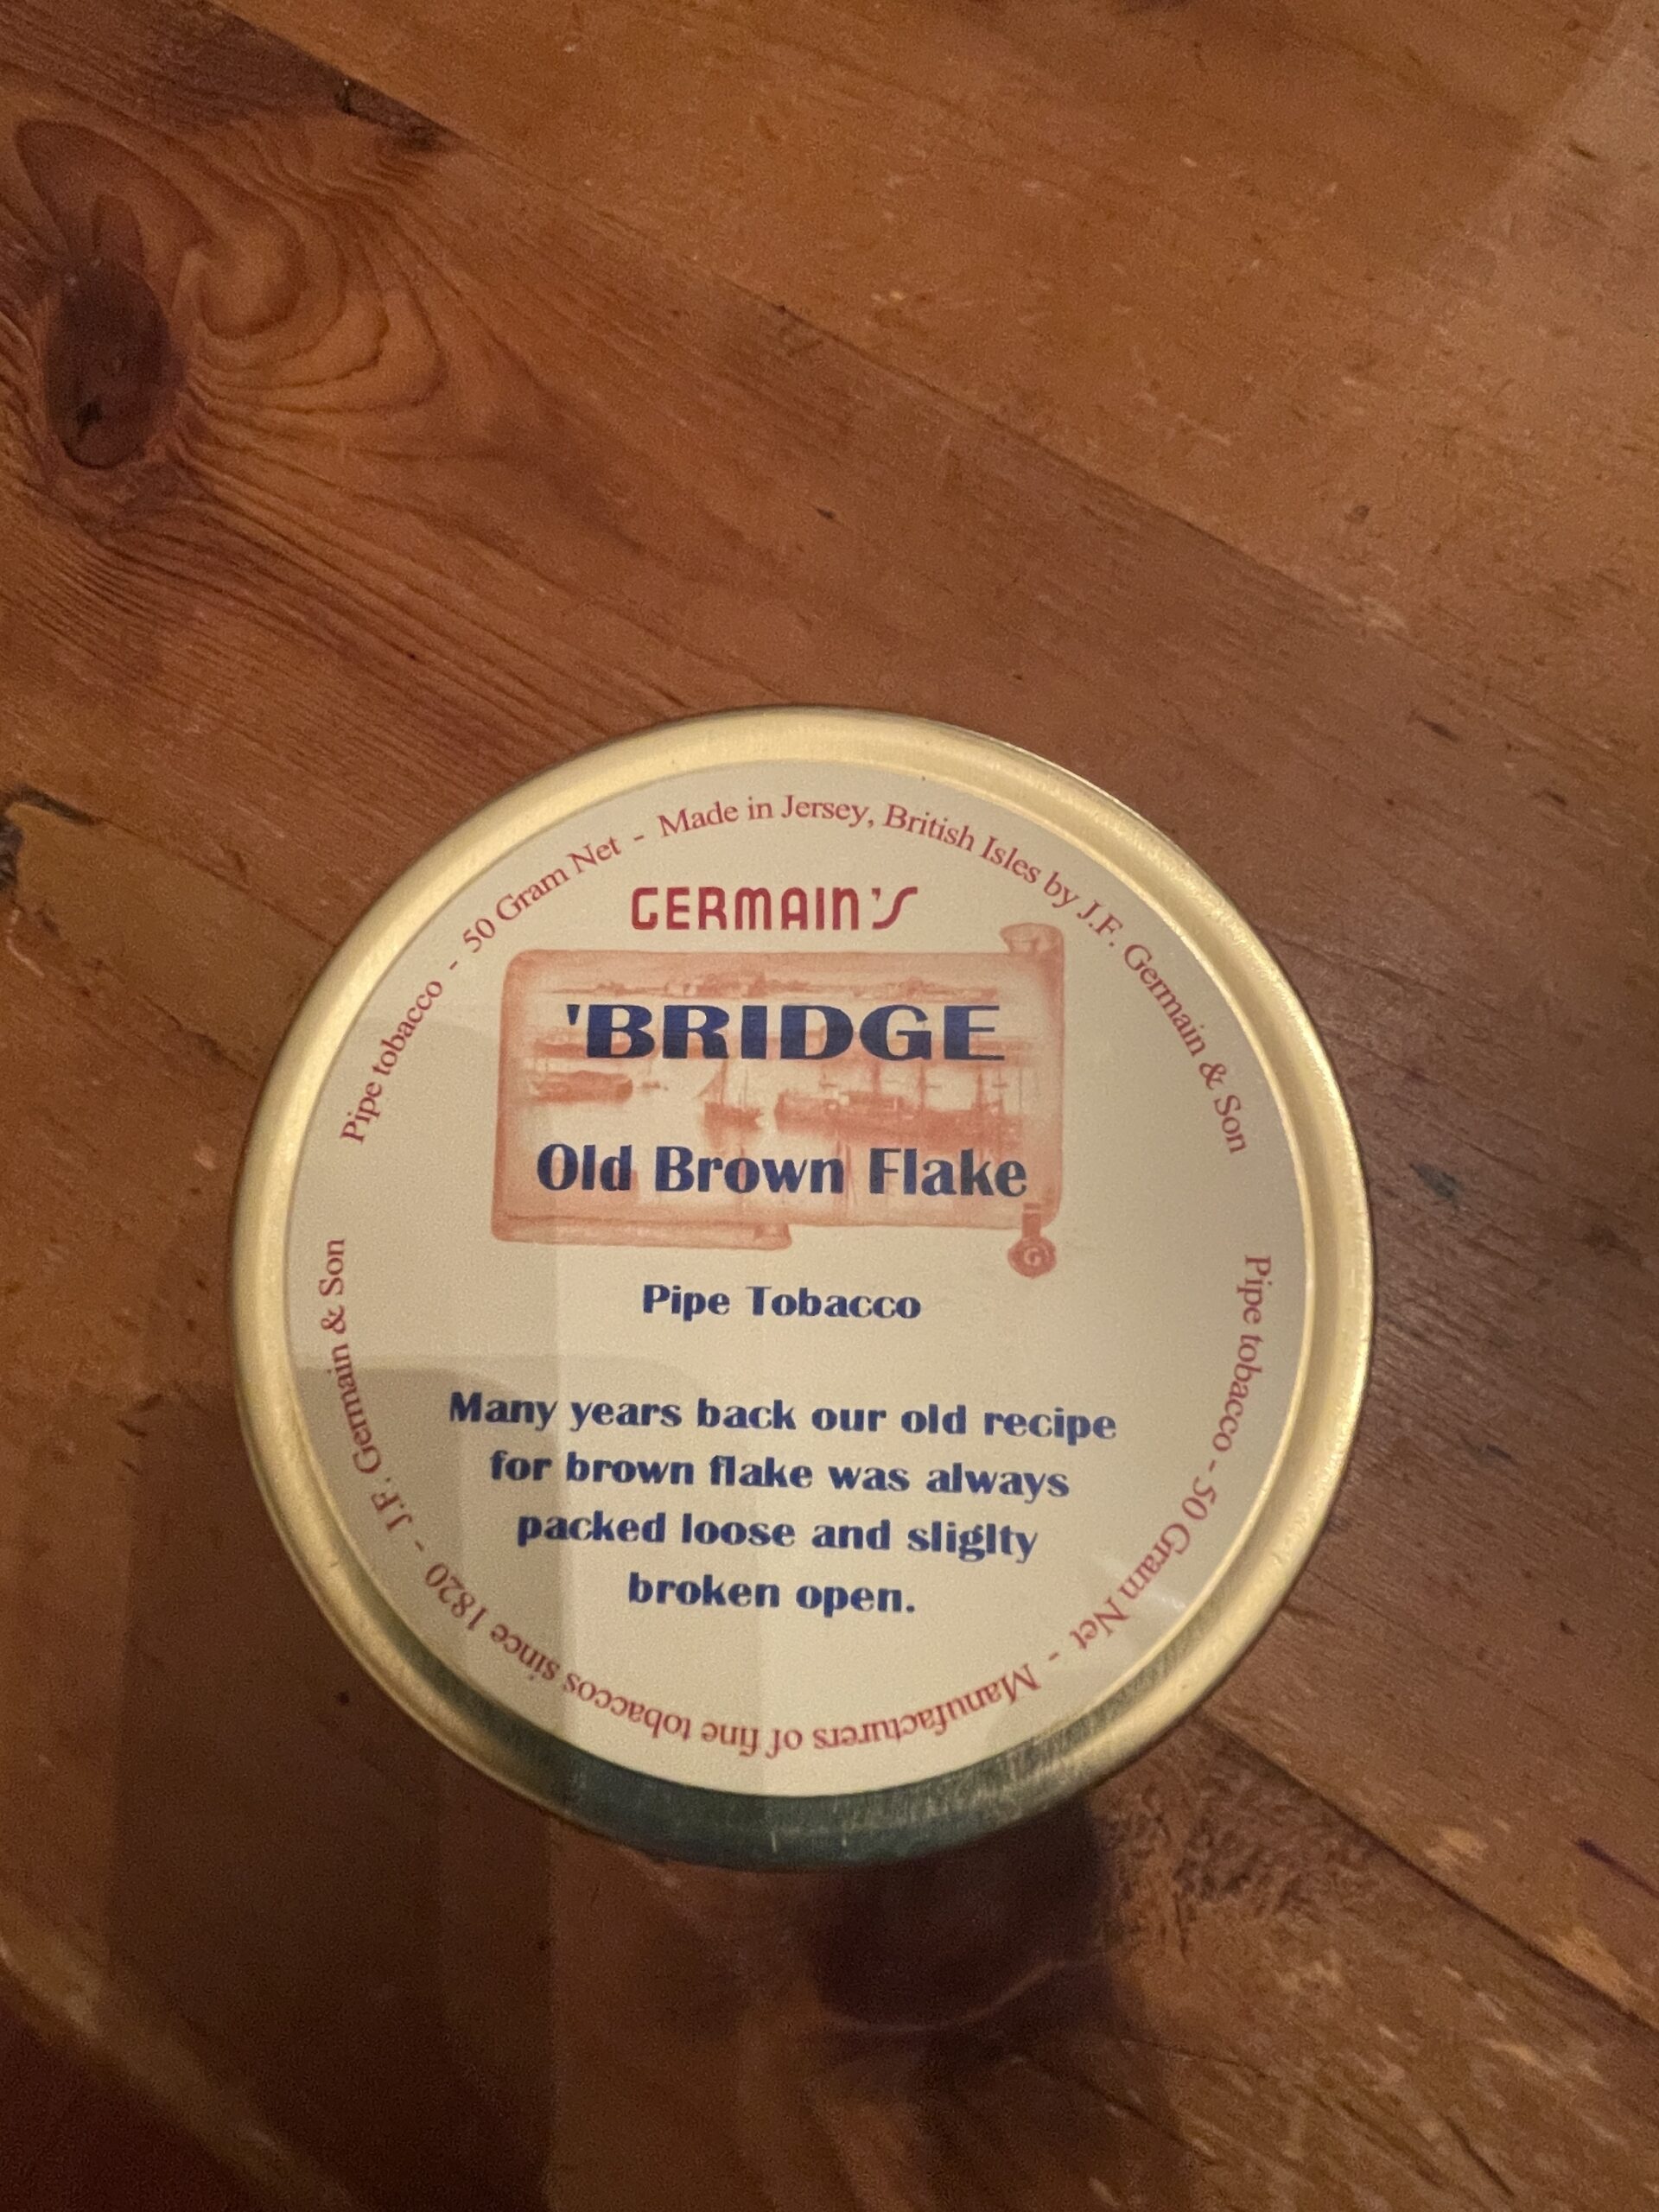 Pipe tobacco - 50 Gram Net - Made in Jersey, British Isles by J.F. Germain & Son
GERMAIN'S
'BRIDGE
Old Brown Flake
G
Pipe Tobacco
Many years back our old recipe
for brown flake was always
packed loose and sliglty
broken open.
Pipe tobacco - 50 Gram Net - Manufacturers of fine tobaccos since 1820 - J.F. Germain & Son